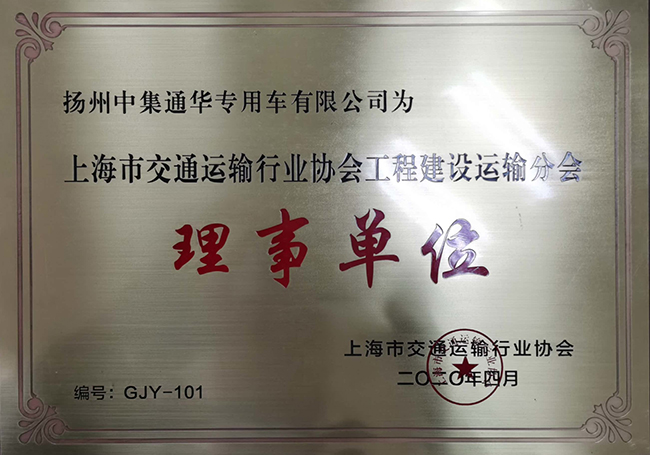 扬州中集通华专用车有限公司为
上海市交通运输行业协会工程建设运输分会
理事单位
上海市交通运输行业协会
二〇二〇年四月
编号：GJY-101